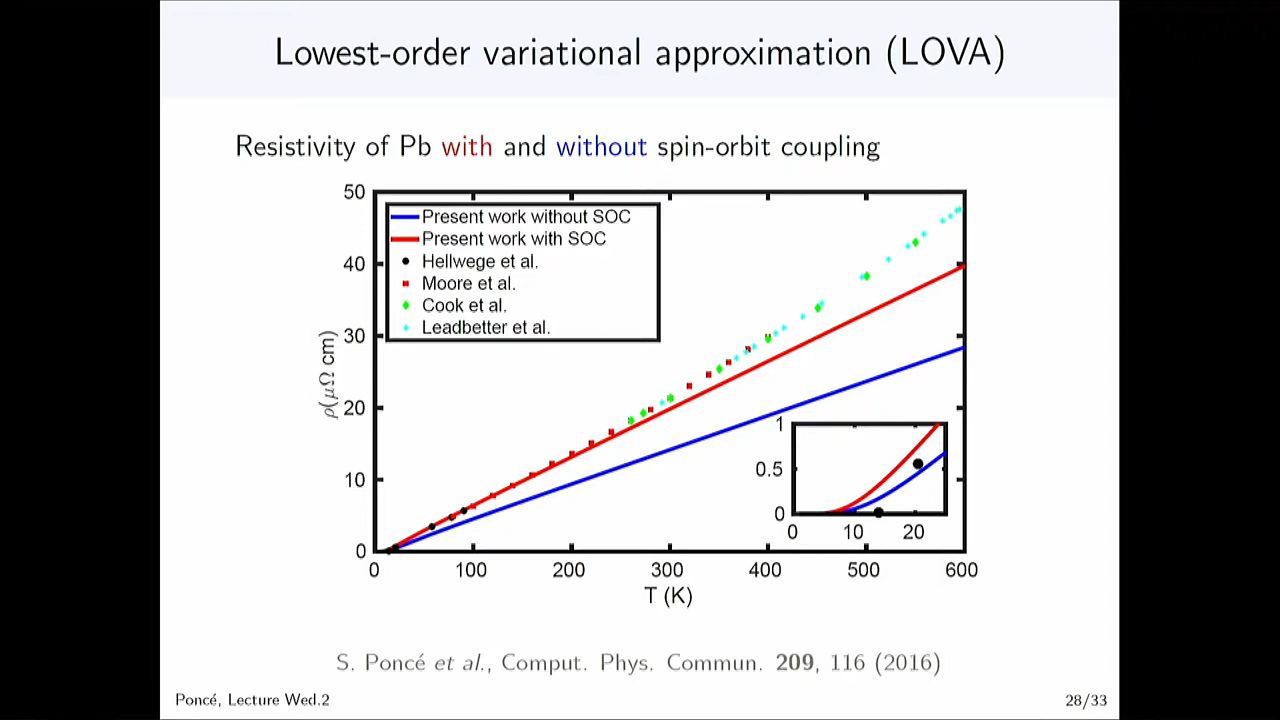 Lowest-order variational approximation (LOVA)
Resistivity of Pb with and without spin-orbit coupling
50
40
30
20
10
0
ρ(μΩ cm)
Present work without SOC
Present work with SOC
Hellwege et al.
Moore et al.
Cook et al.
Leadbetter et al.
1
0.5
0
0 10 20
0 100 200 300 400 500 600
T (K)
S. Poncé et al., Comput. Phys. Commun. 209, 116 (2016)
Poncé, Lecture Wed.2
28/33